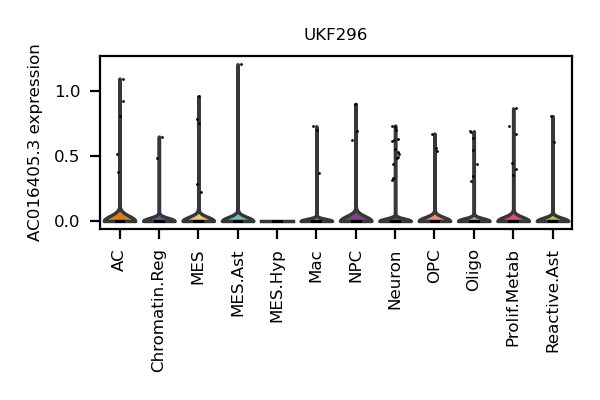 UKF296
AC016405.3 expression
1.0
0.5
0.0
AC
Chromatin.Reg
MES
MES.Ast
MES.Hyp
Mac
NPC
Neuron
OPC
Oligo
Prolif.Metab
Reactive.Ast